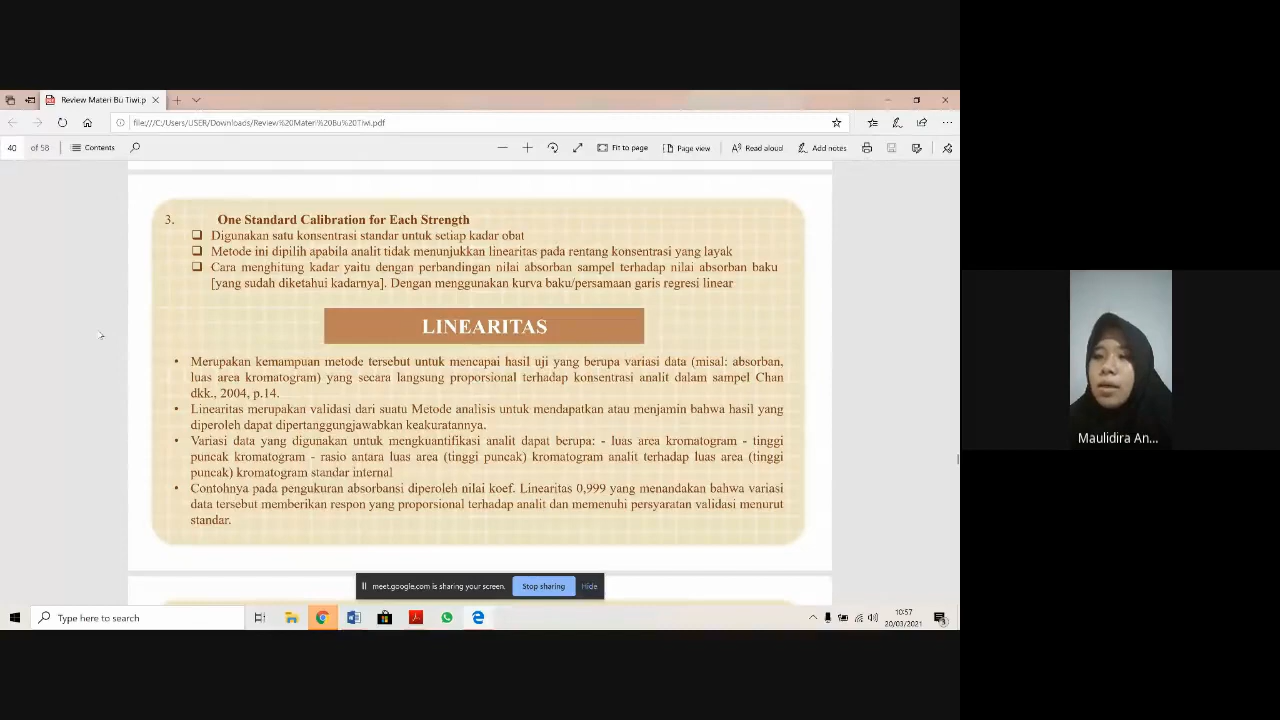 Review Materi Bu Tiwi.p
file:///C:/Users/USER/Downloads/Review%20Materi%20Bu%20Tiwi.pdf
40 of 58 Contents Fit to page Page view Read aloud Add notes
3. One Standard Calibration for Each Strength
❑ Digunakan satu konsentrasi standar untuk setiap kadar obat
❑ Metode ini dipilih apabila analit tidak menunjukkan linearitas pada rentang konsentrasi yang layak
❑ Cara menghitung kadar yaitu dengan perbandingan nilai absorban sampel terhadap nilai absorban baku
[yang sudah diketahui kadarnya]. Dengan menggunakan kurva baku/persamaan garis regresi linear
LINEARITAS
• Merupakan kemampuan metode tersebut untuk mencapai hasil uji yang berupa variasi data (misal: absorban,
luas area kromatogram) yang secara langsung proporsional terhadap konsentrasi analit dalam sampel Chan
dkk., 2004, p.14.
• Linearitas merupakan validasi dari suatu Metode analisis untuk mendapatkan atau menjamin bahwa hasil yang
diperoleh dapat dipertanggungjawabkan keakuratannya.
• Variasi data yang digunakan untuk mengkuantifikasi analit dapat berupa: - luas area kromatogram - tinggi
puncak kromatogram - rasio antara luas area (tinggi puncak) kromatogram analit terhadap luas area (tinggi
puncak) kromatogram standar internal
• Contohnya pada pengukuran absorbansi diperoleh nilai koef. Linearitas 0,999 yang menandakan bahwa variasi
data tersebut memberikan respon yang proporsional terhadap analit dan memenuhi persyaratan validasi menurut
standar.
meet.google.com is sharing your screen. Stop sharing Hide
Type here to search
10:57
20/03/2021
Maulidira An...